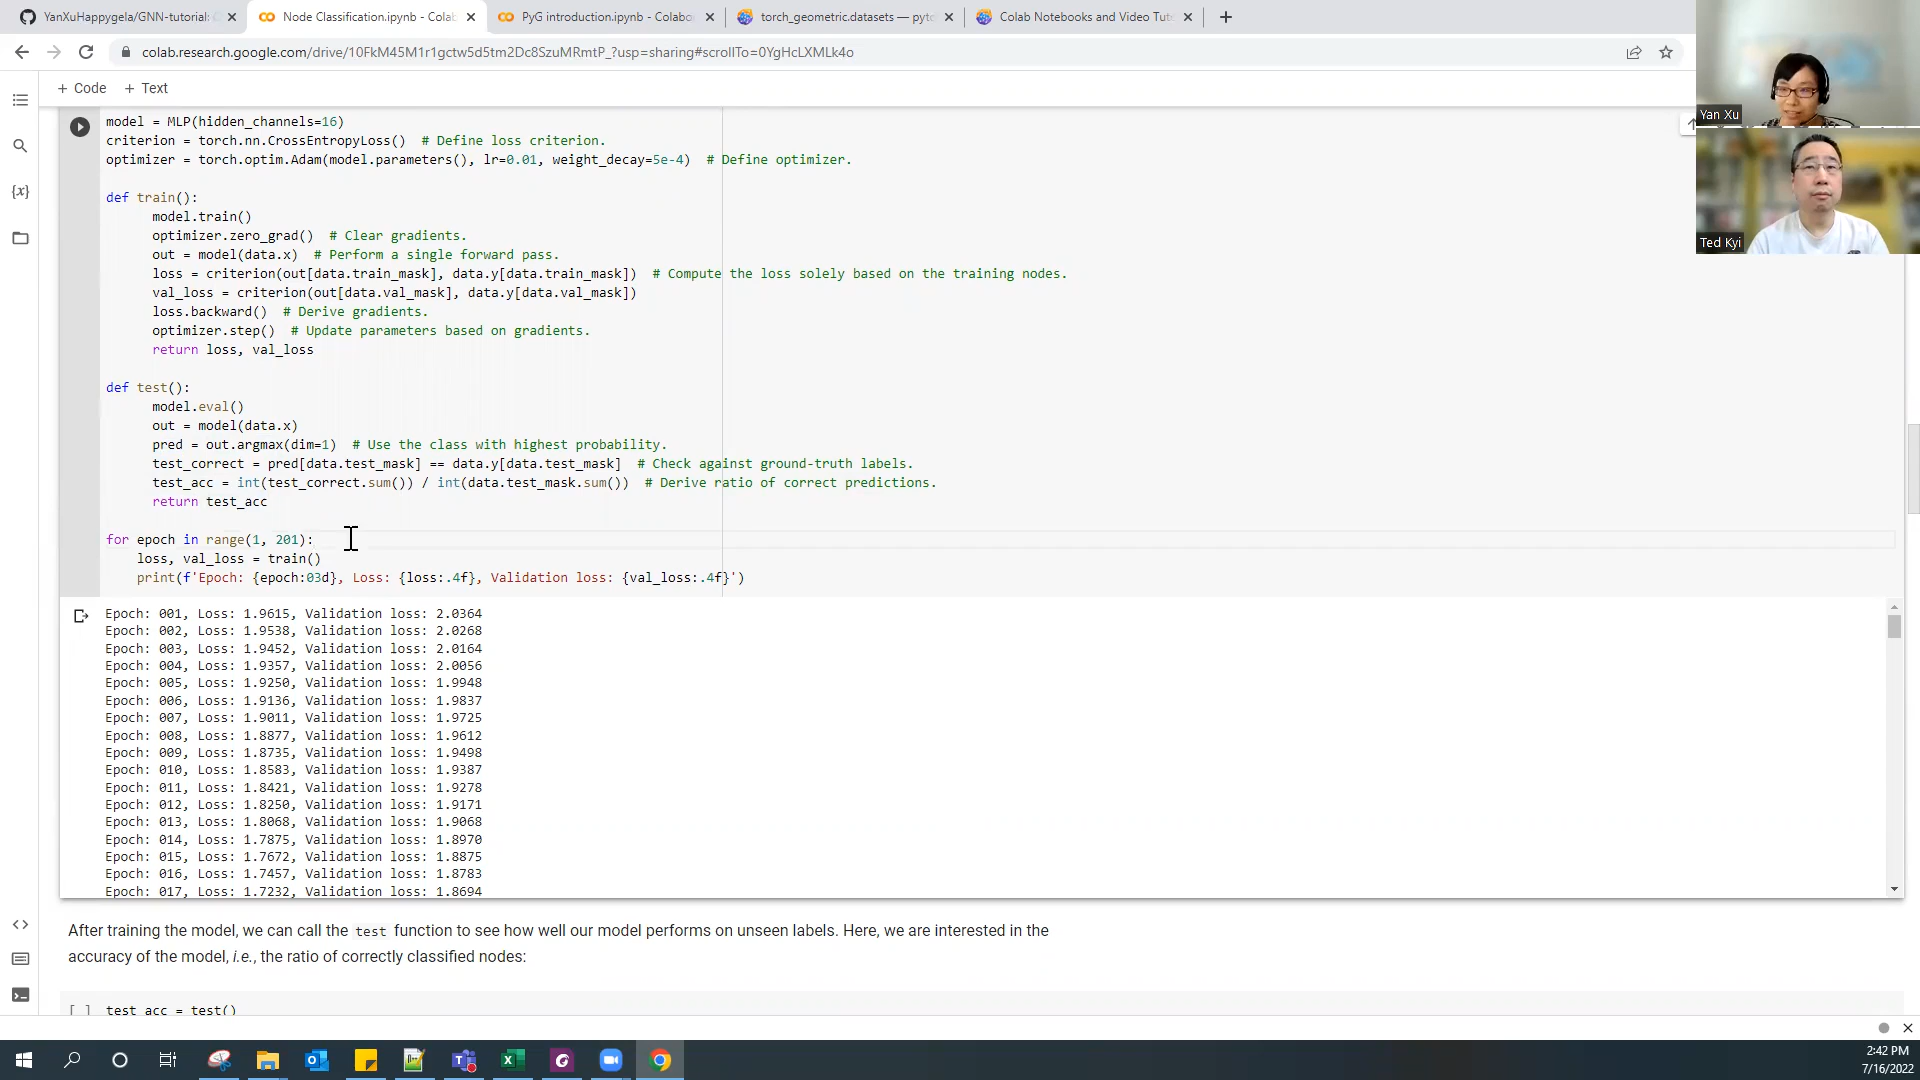 YanXuHappygela/GNN-tutorial:
Node Classification.ipynb - Colab
PyG introduction.ipynb - Colabo
torch_geometric.datasets — pyto
Colab Notebooks and Video Tuto
colab.research.google.com/drive/10FkM45M1r1gctw5d5tm2Dc8SzuMRmtP_?usp=sharing#scrollTo=0YgHcLXMLk4o
+ Code + Text
model = MLP(hidden_channels=16)
criterion = torch.nn.CrossEntropyLoss()  # Define loss criterion.
optimizer = torch.optim.Adam(model.parameters(), lr=0.01, weight_decay=5e-4)  # Define optimizer.
def train():
model.train()
optimizer.zero_grad()  # Clear gradients.
out = model(data.x)  # Perform a single forward pass.
loss = criterion(out[data.train_mask], data.y[data.train_mask])  # Compute the loss solely based on the training nodes.
val_loss = criterion(out[data.val_mask], data.y[data.val_mask])
loss.backward()  # Derive gradients.
optimizer.step()  # Update parameters based on gradients.
return loss, val_loss
def test():
model.eval()
out = model(data.x)
pred = out.argmax(dim=1)  # Use the class with highest probability.
test_correct = pred[data.test_mask] == data.y[data.test_mask]  # Check against ground-truth labels.
test_acc = int(test_correct.sum()) / int(data.test_mask.sum())  # Derive ratio of correct predictions.
return test_acc
for epoch in range(1, 201):
loss, val_loss = train()
print(f'Epoch: {epoch:03d}, Loss: {loss:.4f}, Validation loss: {val_loss:.4f}')
Epoch: 001, Loss: 1.9615, Validation loss: 2.0364
Epoch: 002, Loss: 1.9538, Validation loss: 2.0268
Epoch: 003, Loss: 1.9452, Validation loss: 2.0164
Epoch: 004, Loss: 1.9357, Validation loss: 2.0056
Epoch: 005, Loss: 1.9250, Validation loss: 1.9948
Epoch: 006, Loss: 1.9136, Validation loss: 1.9837
Epoch: 007, Loss: 1.9011, Validation loss: 1.9725
Epoch: 008, Loss: 1.8877, Validation loss: 1.9612
Epoch: 009, Loss: 1.8735, Validation loss: 1.9498
Epoch: 010, Loss: 1.8583, Validation loss: 1.9387
Epoch: 011, Loss: 1.8421, Validation loss: 1.9278
Epoch: 012, Loss: 1.8250, Validation loss: 1.9171
Epoch: 013, Loss: 1.8068, Validation loss: 1.9068
Epoch: 014, Loss: 1.7875, Validation loss: 1.8970
Epoch: 015, Loss: 1.7672, Validation loss: 1.8875
Epoch: 016, Loss: 1.7457, Validation loss: 1.8783
Epoch: 017, Loss: 1.7232, Validation loss: 1.8694
After training the model, we can call the test function to see how well our model performs on unseen labels. Here, we are interested in the
accuracy of the model, i.e., the ratio of correctly classified nodes:
[ ] test_acc = test()
Yan Xu
Ted Kyi
2:42 PM
7/16/2022